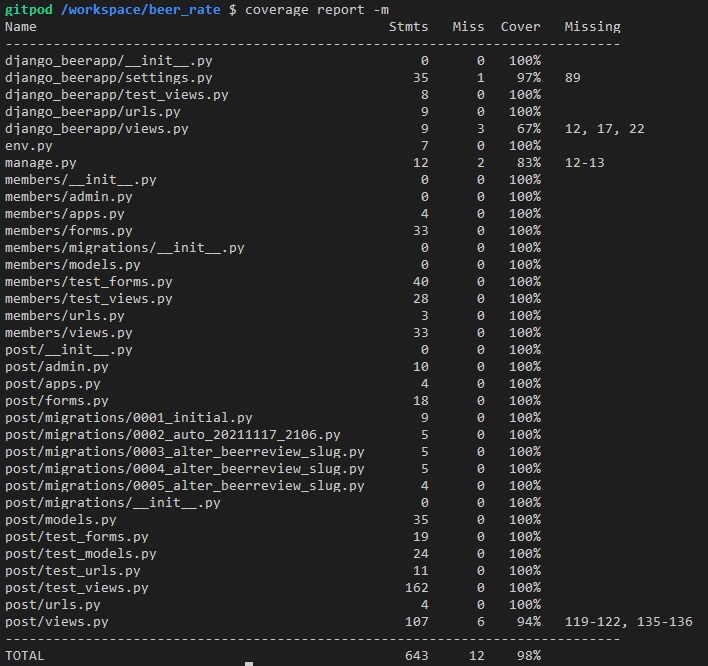 gitpod /workspace/beer_rate $ coverage report -m
Name                                          Stmts   Miss  Cover   Missing
-----------------------------------------------------------------------------
django_beerapp/__init__.py                        0      0   100%
django_beerapp/settings.py                       35      1    97%   89
django_beerapp/test_views.py                      8      0   100%
django_beerapp/urls.py                            9      0   100%
django_beerapp/views.py                           9      3    67%   12, 17, 22
env.py                                            7      0   100%
manage.py                                        12      2    83%   12-13
members/__init__.py                               0      0   100%
members/admin.py                                  0      0   100%
members/apps.py                                   4      0   100%
members/forms.py                                 33      0   100%
members/migrations/__init__.py                    0      0   100%
members/models.py                                 0      0   100%
members/test_forms.py                            40      0   100%
members/test_views.py                            28      0   100%
members/urls.py                                   3      0   100%
members/views.py                                 33      0   100%
post/__init__.py                                  0      0   100%
post/admin.py                                    10      0   100%
post/apps.py                                      4      0   100%
post/forms.py                                    18      0   100%
post/migrations/0001_initial.py                   9      0   100%
post/migrations/0002_auto_20211117_2106.py        5      0   100%
post/migrations/0003_alter_beerreview_slug.py     5      0   100%
post/migrations/0004_alter_beerreview_slug.py     5      0   100%
post/migrations/0005_alter_beerreview_slug.py     4      0   100%
post/migrations/__init__.py                       0      0   100%
post/models.py                                   35      0   100%
post/test_forms.py                               19      0   100%
post/test_models.py                              24      0   100%
post/test_urls.py                                11      0   100%
post/test_views.py                              162      0   100%
post/urls.py                                      4      0   100%
post/views.py                                   107      6    94%   119-122, 135-136
-----------------------------------------------------------------------------
TOTAL                                           643     12    98%